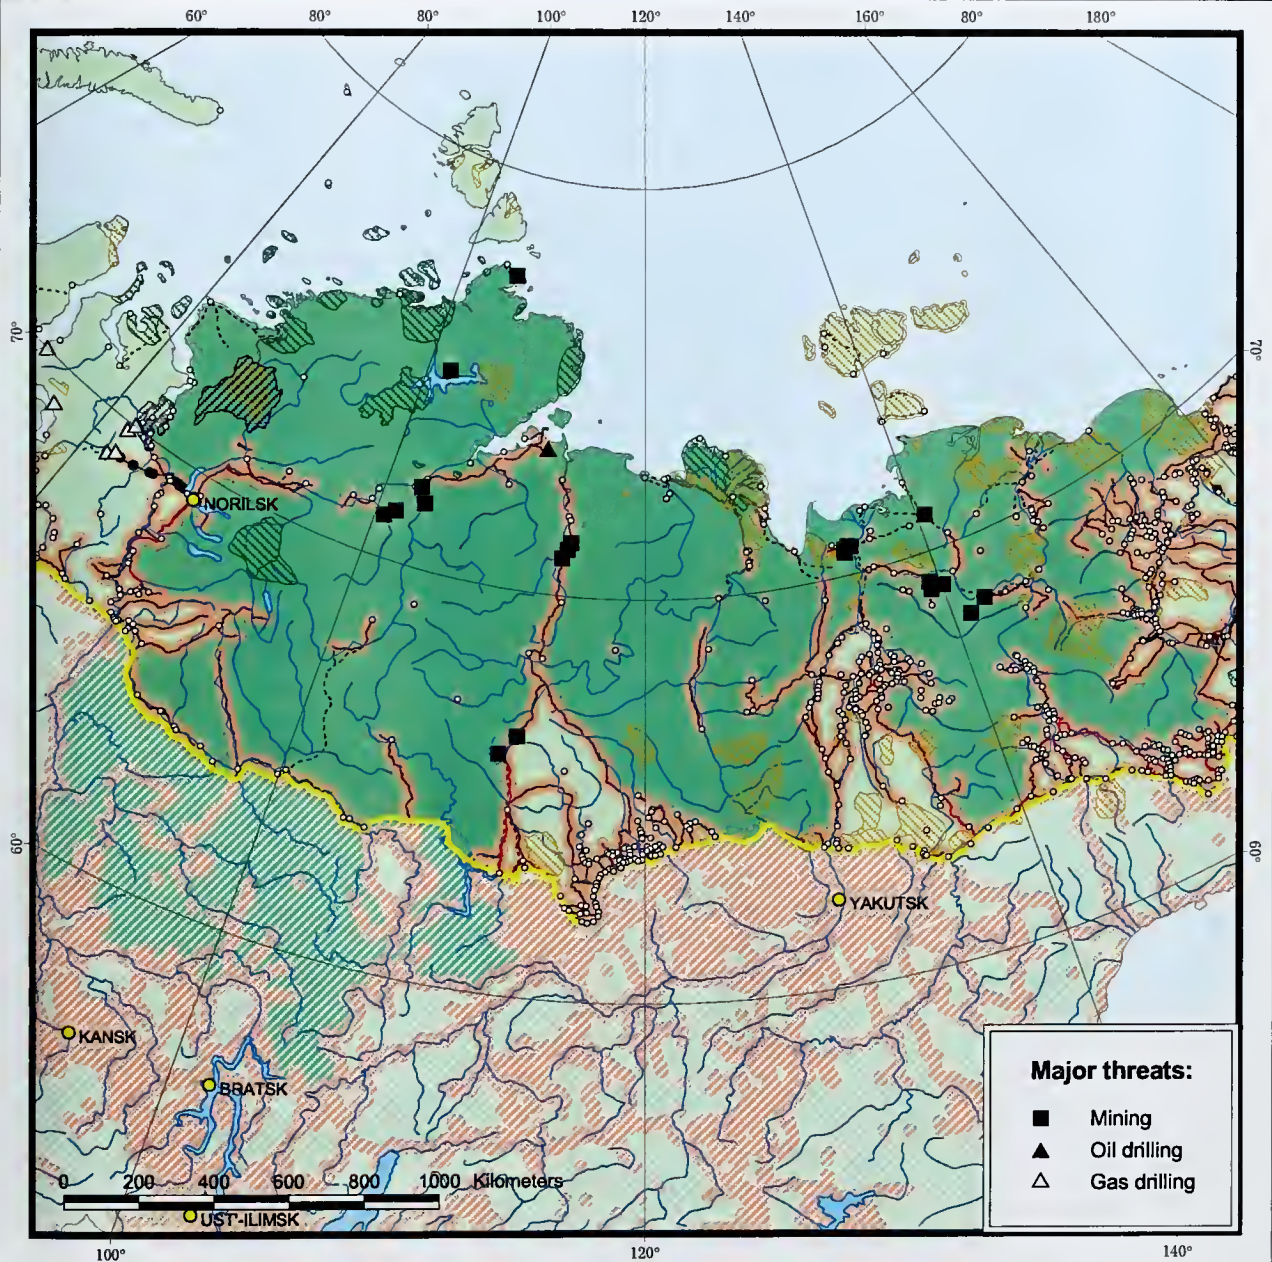 60° 80° 80° 100° 120° 140° 160° 80° 180°
70°
70°
NORILSK
60°
60°
YAKUTSK
KANSK
BRATSK
Major threats:
Mining
Oil drilling
Gas drilling
0 200 400 600 800 1000 Kilometers
UST'-ILIMSK
100° 120° 140°